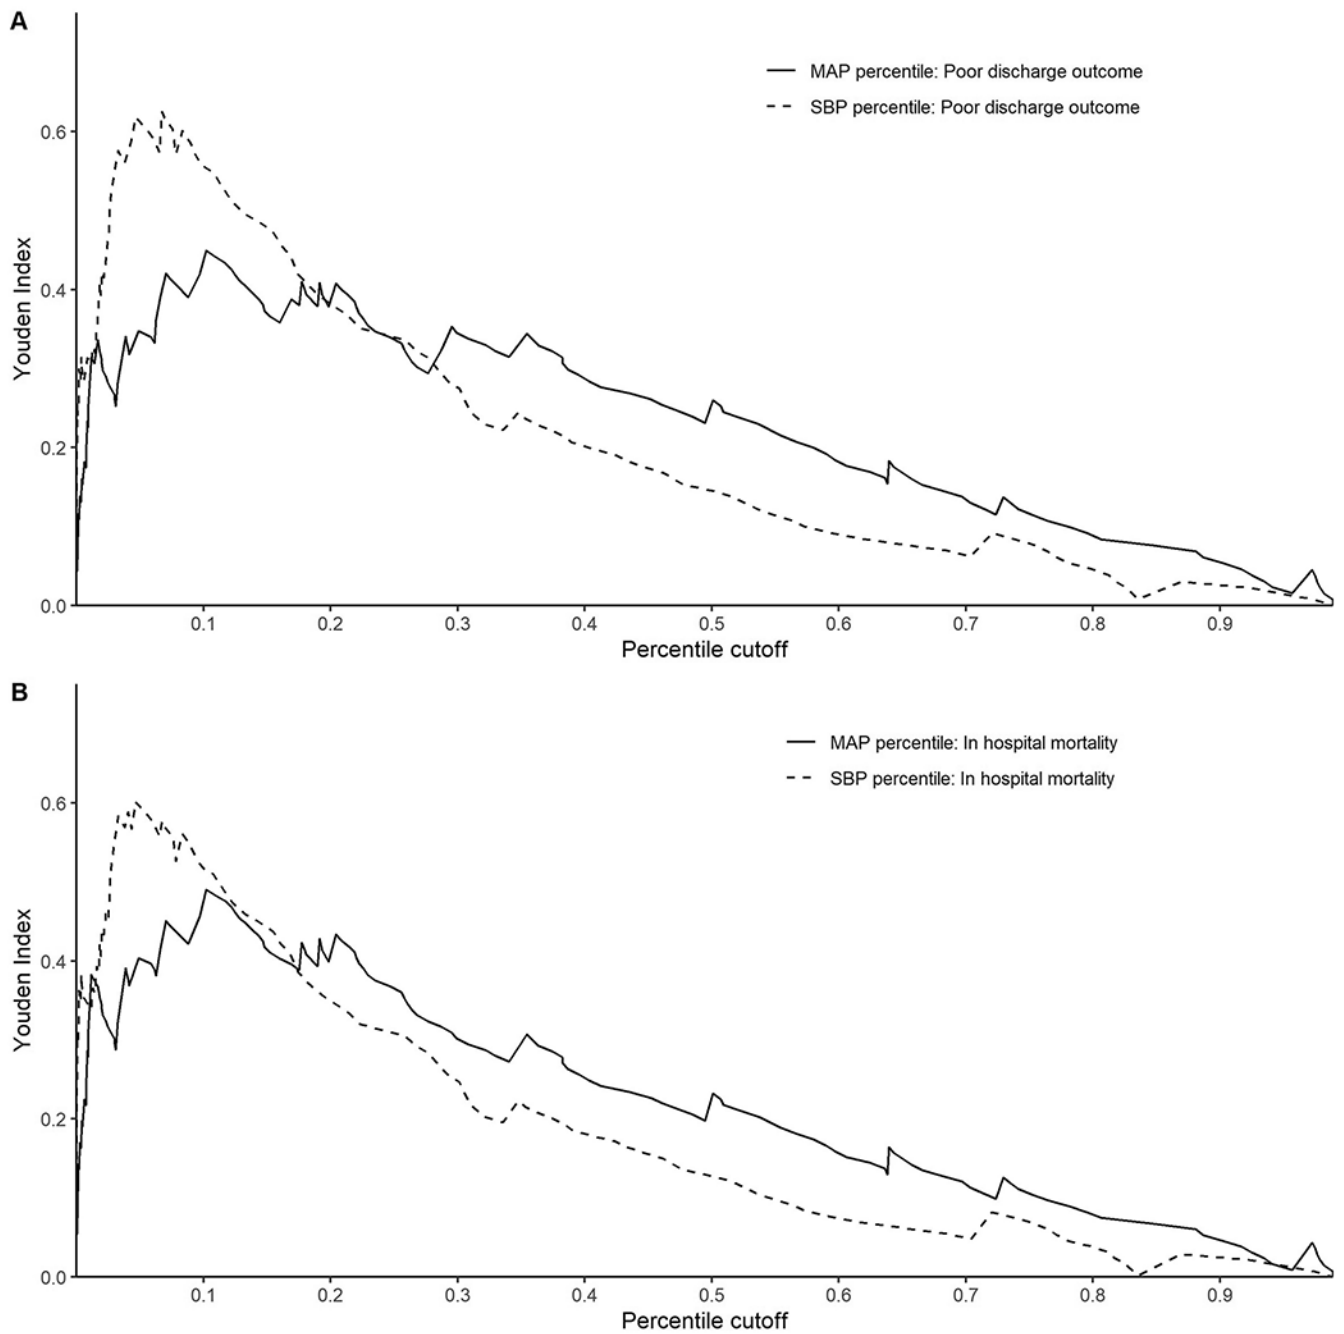 A
MAP percentile: Poor discharge outcome
SBP percentile: Poor discharge outcome
Youden Index
0.6
0.4
0.2
0.0
0.1 0.2 0.3 0.4 0.5 0.6 0.7 0.8 0.9
Percentile cutoff
B
MAP percentile: In hospital mortality
SBP percentile: In hospital mortality
Youden Index
0.6
0.4
0.2
0.0
0.1 0.2 0.3 0.4 0.5 0.6 0.7 0.8 0.9
Percentile cutoff